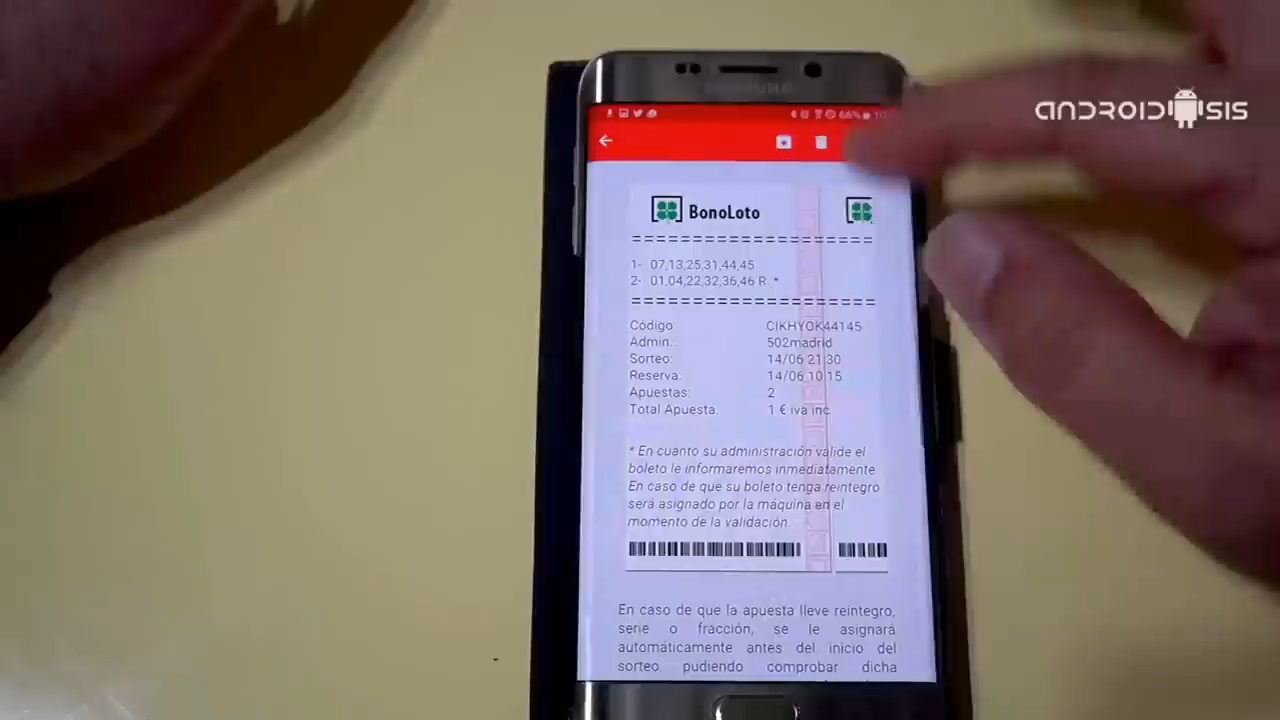 SAMSUNG
ANDROIDSIS
66%
BonoLoto
1- 07,13,25,31,44,45
2- 01,04,22,32,36,46 R *
Código CIKHYOK44145
Admin.: 502madrid
Sorteo: 14/06 21:30
Reserva: 14/06 10:15
Apuestas: 2
Total Apuesta: 1 € iva inc
* En cuanto su administración valide el
boleto le informaremos inmediatamente
En caso de que su boleto tenga reintegro
será asignado por la máquina en el
momento de la validación.
En caso de que la apuesta lleve reintegro,
serie o fracción, se le asignará
automáticamente antes del inicio del
sorteo pudiendo comprobar dicha